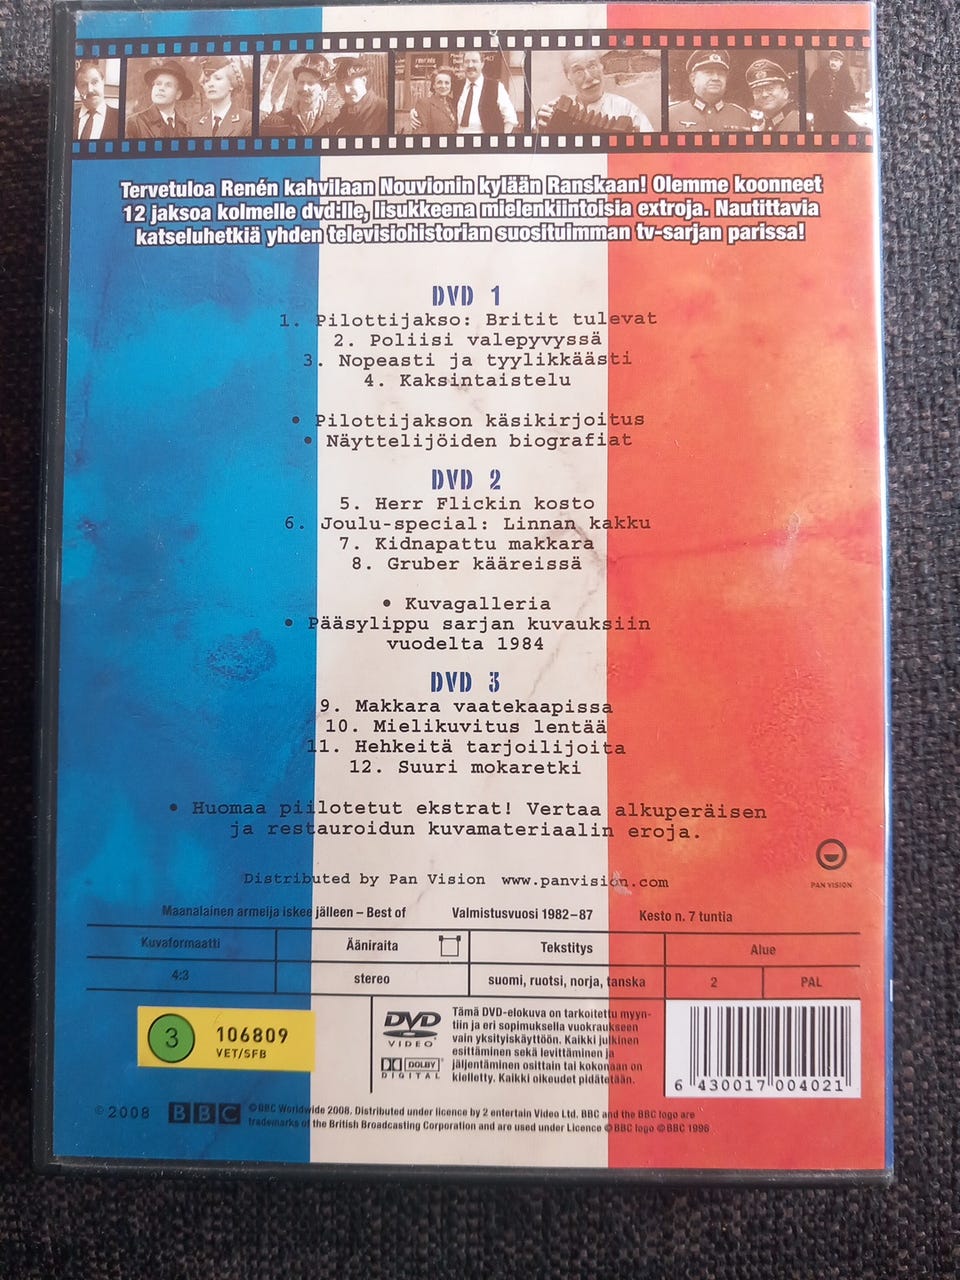 Tervetuloa Renén kahvilaan Nouvionin kylään Ranskaan! Olemme koonneet
12 jaksoa kolmelle dvd:lle, lisukkeena mielenkiintoisia extroja. Nautittavia
katseluhetkiä yhden televisiohistorian suosituimman tv-sarjan parissa!
DVD 1
1. Pilottijakso: Britit tulevat
2. Poliisi valepyvyssä
3. Nopeasti ja tyylikkäästi
4. Kaksintaistelu
• Pilottijakson käsikirjoitus
• Näyttelijöiden biografiat
DVD 2
5. Herr Flickin kosto
6. Joulu-special: Linnan kakku
7. Kidnapattu makkara
8. Gruber kääreissä
• Kuvagalleria
• Pääsylippu sarjan kuvauksiin
vuodelta 1984
DVD 3
9. Makkara vaatekaapissa
10. Mielikuvitus lentää
11. Hehkeitä tarjoilijoita
12. Suuri mokaretki
• Huomaa piilotetut ekstrat! Vertaa alkuperäisen
ja restauroidun kuvamateriaalin eroja.
PAN VISION
Distributed by Pan Vision www.panvision.com
Maanalainen armeija iskee jälleen – Best of Valmistusvuosi 1982–87 Kesto n. 7 tuntia
Kuvaformaatti Ääniraita Tekstitys Alue
4:3 stereo suomi, ruotsi, norja, tanska 2 PAL
3 106809
VET/SFB
DVD
VIDEO
DOLBY
DIGITAL
Tämä DVD-elokuva on tarkoitettu myyn-
tiin ja eri sopimuksella vuokraukseen
vain yksityiskäyttöön. Kaikki julkinen
esittäminen sekä levittäminen ja
jäljentäminen osittain tai kokonaan on
kielletty. Kaikki oikeudet pidätetään.
6 430017 004021
© 2008 BBC
© BBC Worldwide 2008. Distributed under licence by 2 entertain Video Ltd. BBC and the BBC logo are
trademarks of the British Broadcasting Corporation and are used under Licence © BBC logo © BBC 1996